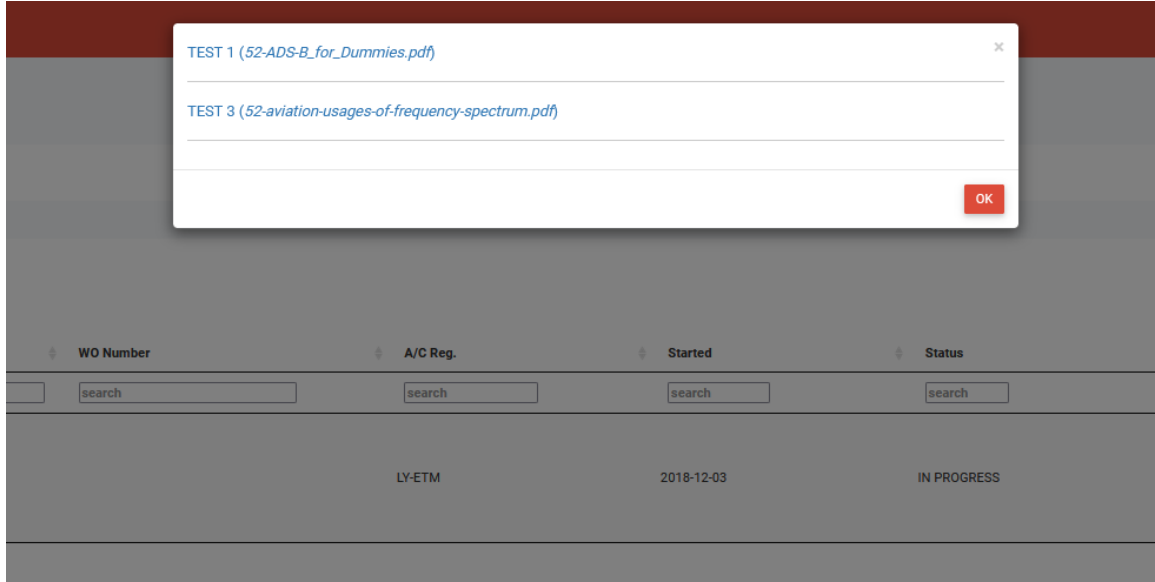 TEST 1 (52-ADS-B_for_Dummies.pdf)
×
TEST 3 (52-aviation-usages-of-frequency-spectrum.pdf)
OK
WO Number A/C Reg. Started Status
search search search search
LY-ETM 2018-12-03 IN PROGRESS